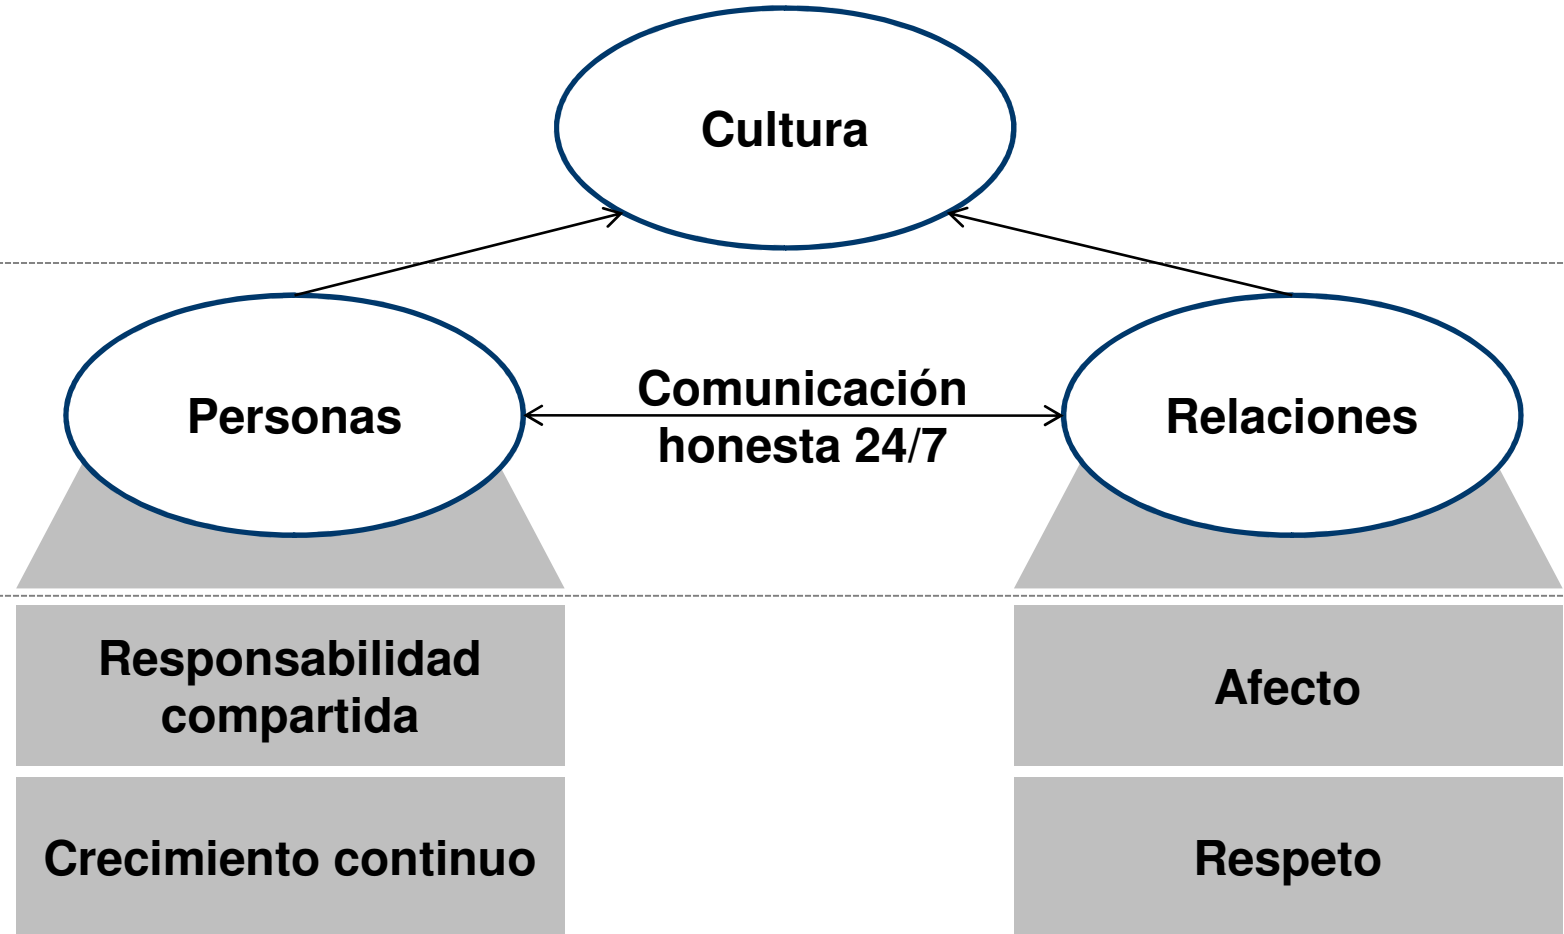 Cultura
Personas
Comunicación
honesta 24/7
Relaciones
Responsabilidad
compartida
Afecto
Crecimiento continuo
Respeto